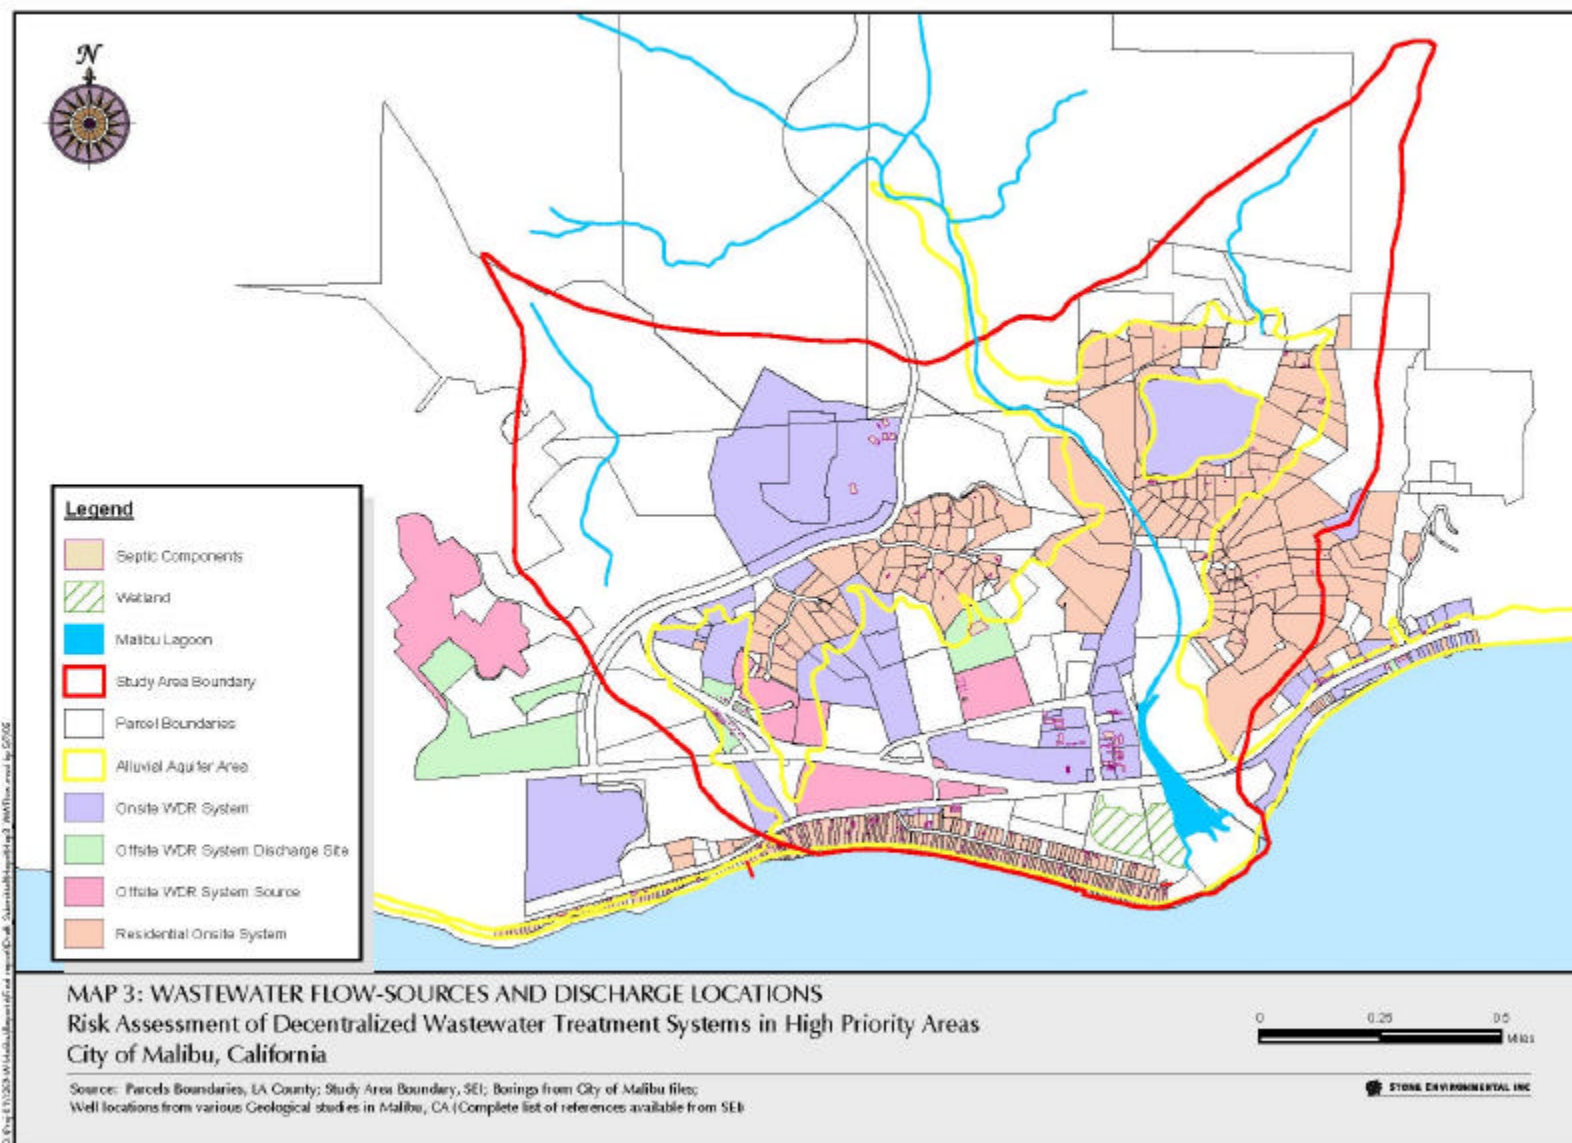 N
Legend
Septic Components
Wetland
Malibu Lagoon
Study Area Boundary
Parcel Boundaries
Alluvial Aquifer Area
Onsite WDR System
Offsite WDR System Discharge Site
Offsite WDR System Source
Residential Onsite System
MAP 3: WASTEWATER FLOW-SOURCES AND DISCHARGE LOCATIONS
Risk Assessment of Decentralized Wastewater Treatment Systems in High Priority Areas
City of Malibu, California
0 0.25 0.5
Miles
Source: Parcels Boundaries, LA County; Study Area Boundary, SEI; Borings from City of Malibu files;
Well locations from various Geological studies in Malibu, CA (Complete list of references available from SEI)
STONE ENVIRONMENTAL INC